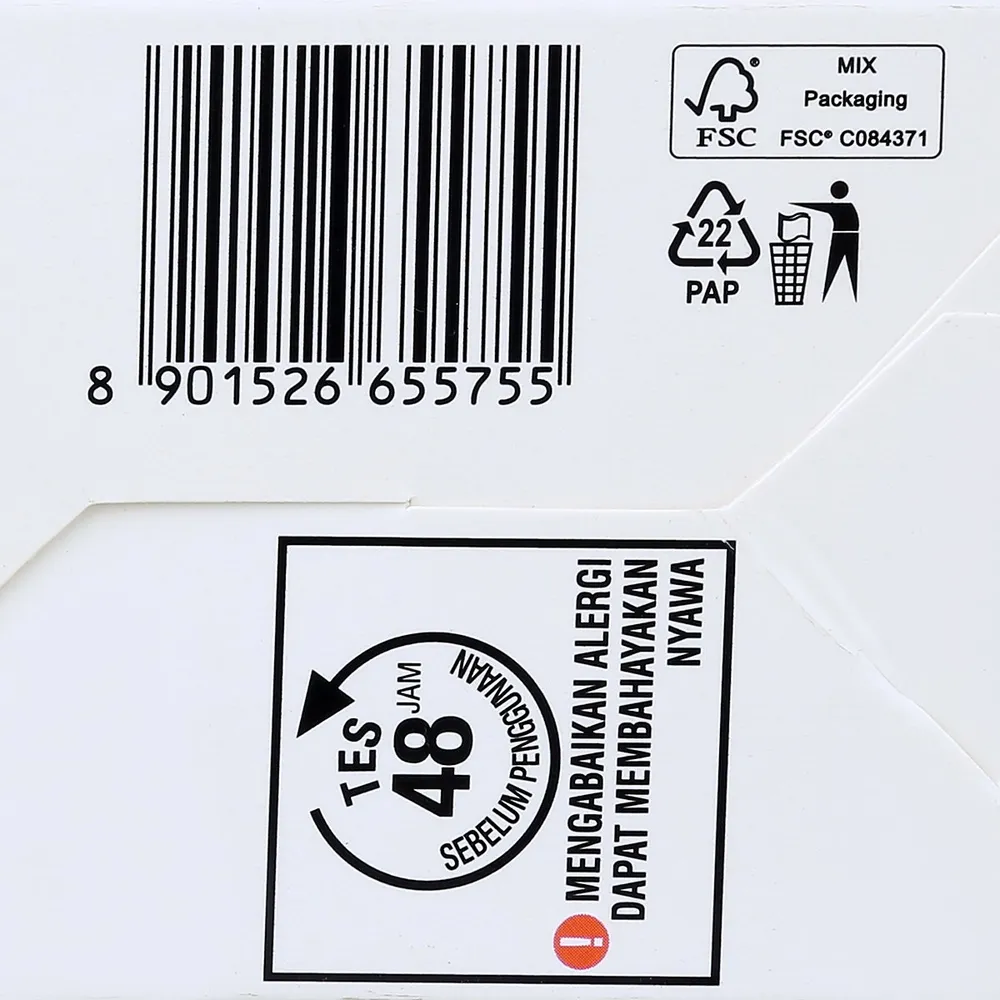 8 901526 655755
FSC®
MIX
Packaging
FSC® C084371
22
PAP
TES
48 JAM
SEBELUM PENGGUNAAN
! MENGABAIKAN ALERGI
DAPAT MEMBAHAYAKAN
NYAWA